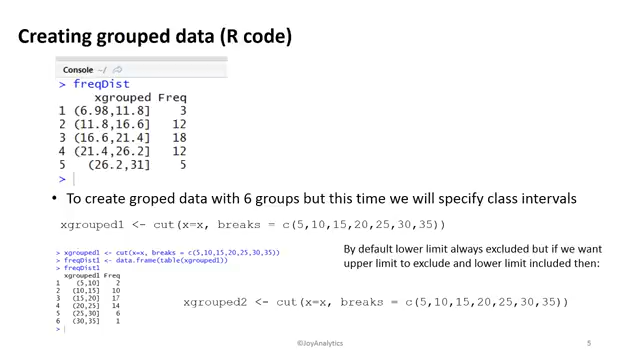 Creating grouped data (R code)
Console ~/
> freqDist
xgrouped Freq
1 (6.98,11.8] 3
2 (11.8,16.6] 12
3 (16.6,21.4] 18
4 (21.4,26.2] 12
5 (26.2,31] 5
>
• To create groped data with 6 groups but this time we will specify class intervals
xgrouped1 <- cut(x=x, breaks = c(5,10,15,20,25,30,35))
> xgrouped1 <- cut(x=x, breaks = c(5,10,15,20,25,30,35))
> freqDist1 <- data.frame(table(xgrouped1))
> freqDist1
xgrouped1 Freq
1 (5,10] 2
2 (10,15] 10
3 (15,20] 17
4 (20,25] 14
5 (25,30] 6
6 (30,35] 1
>
By default lower limit always excluded but if we want
upper limit to exclude and lower limit included then:
xgrouped2 <- cut(x=x, breaks = c(5,10,15,20,25,30,35))
©JoyAnalytics
5